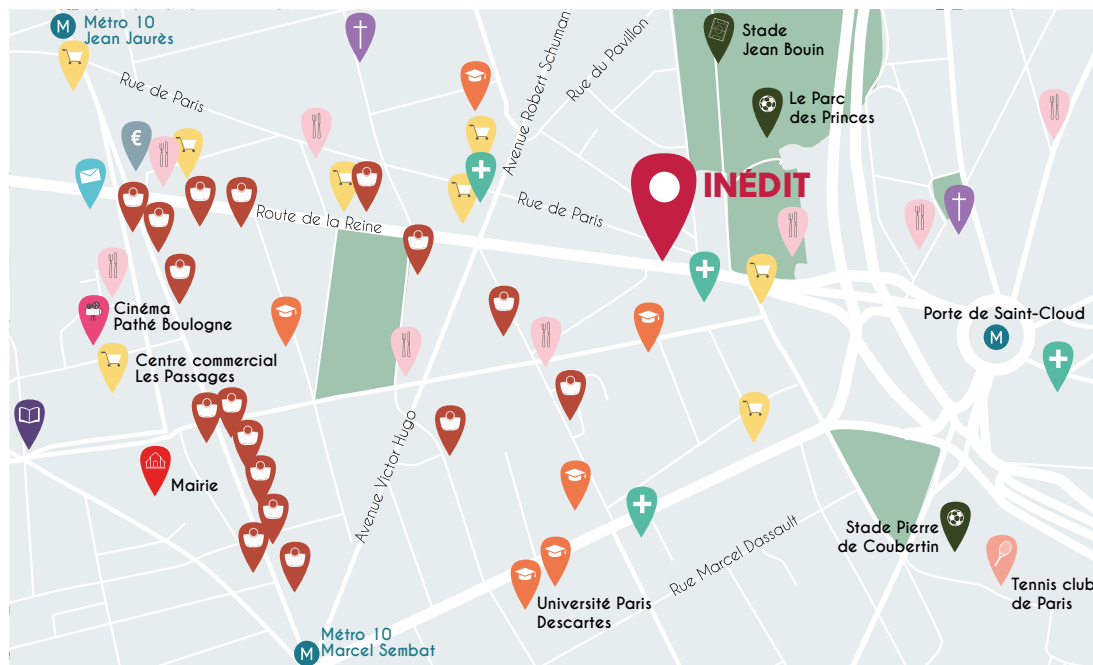 Métro 10
Jean Jaurès
Stade
Jean Bouin
Rue de Paris
Avenue Robert Schuman
Rue du Pavillon
Le Parc
des Princes
€
INÉDIT
Route de la Reine
Rue de Paris
Cinéma
Pathé Boulogne
Porte de Saint-Cloud
Centre commercial
Les Passages
Avenue Victor Hugo
Mairie
Stade Pierre
de Coubertin
Rue Marcel Dassault
Tennis club
de Paris
Université Paris
Descartes
Métro 10
Marcel Sembat
M
M
M